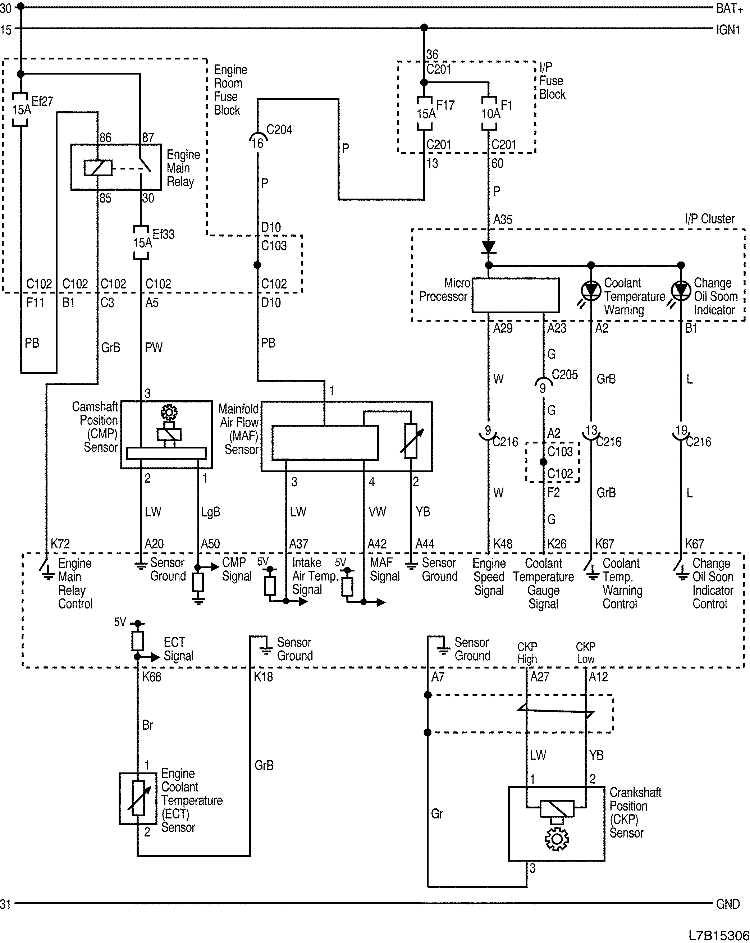 30 BAT+
15 IGN1
36
C201
I/P
Fuse
Block
Engine
Room
Fuse
Block
Ef27
15A
F17
15A
F1
10A
C204
16
C201
C201
13
60
86
87
Engine
Main
Relay
85
30
P
P
P
Ef33
15A
A35
I/P Cluster
D10
C103
C102 C102 C102 C102 C102
F11 B1 C3 A5 D10
Micro
Processor
Coolant
Temperature
Warning
Change
Oil Soom
Indicator
A29 A23 A2 B1
PB GrB PW PB
G
W
C205
9
GrB
L
G
3
1
Camshaft
Position
(CMP)
Sensor
Mainfold
Air Flow
(MAF)
Sensor
9
C216
A2
13
C216
19
C216
C103
C102
2 1 3 4 2
F2
LW LgB LW VW YB W GrB L
G
K72 A20 A50 A37 A42 A44 K48 K26 K67 K67
Engine
Main
Relay
Control
Sensor
Ground
CMP
Signal
5V
Intake
Air Temp.
Signal
5V
MAF
Signal
Sensor
Ground
Engine
Speed
Signal
Coolant
Temperature
Gauge
Signal
Coolant
Temp.
Warning
Control
Change
Oil Soon
Indicator
Control
5V
ECT
Signal
Sensor
Ground
Sensor
Ground
CKP
High
CKP
Low
K66 K18 A7 A27 A12
Br
GrB
LW YB
1
Engine
Coolant
Temperature
(ECT)
Sensor
2
1 2
Crankshaft
Position
(CKP)
Sensor
Gr
3
31 GND
L7B15306